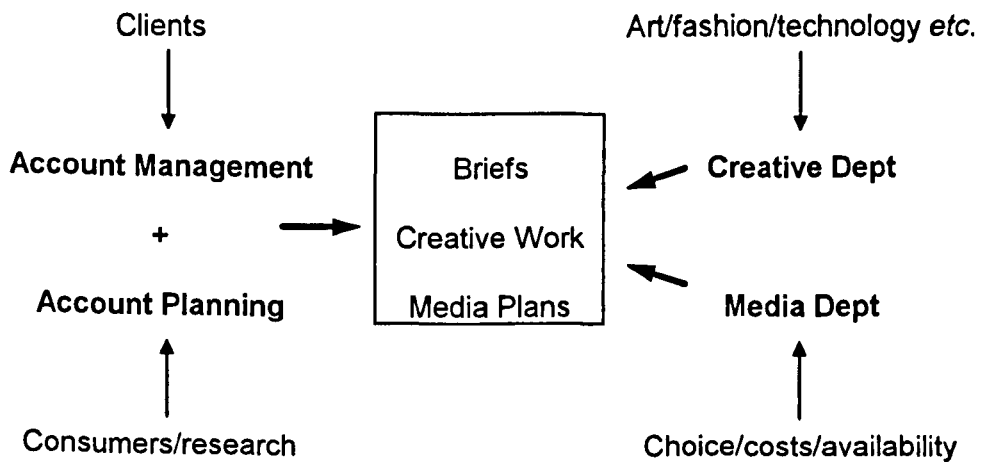 Clients
Art/fashion/technology etc.
Account Management
Briefs
Creative Dept
+
Creative Work
Account Planning
Media Plans
Media Dept
Consumers/research
Choice/costs/availability